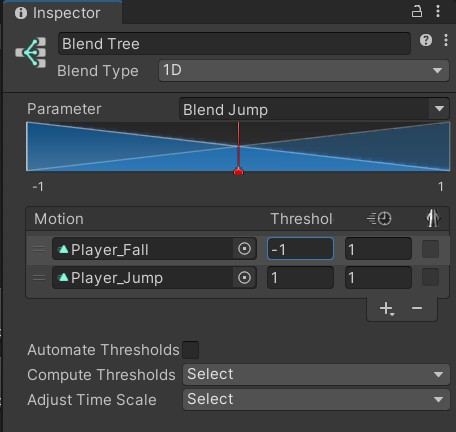 Inspector
Blend Tree
Blend Type 1D
Parameter Blend Jump
-1 1
Motion Threshol
Player_Fall -1 1
Player_Jump 1 1
+ −
Automate Thresholds
Compute Thresholds Select
Adjust Time Scale Select